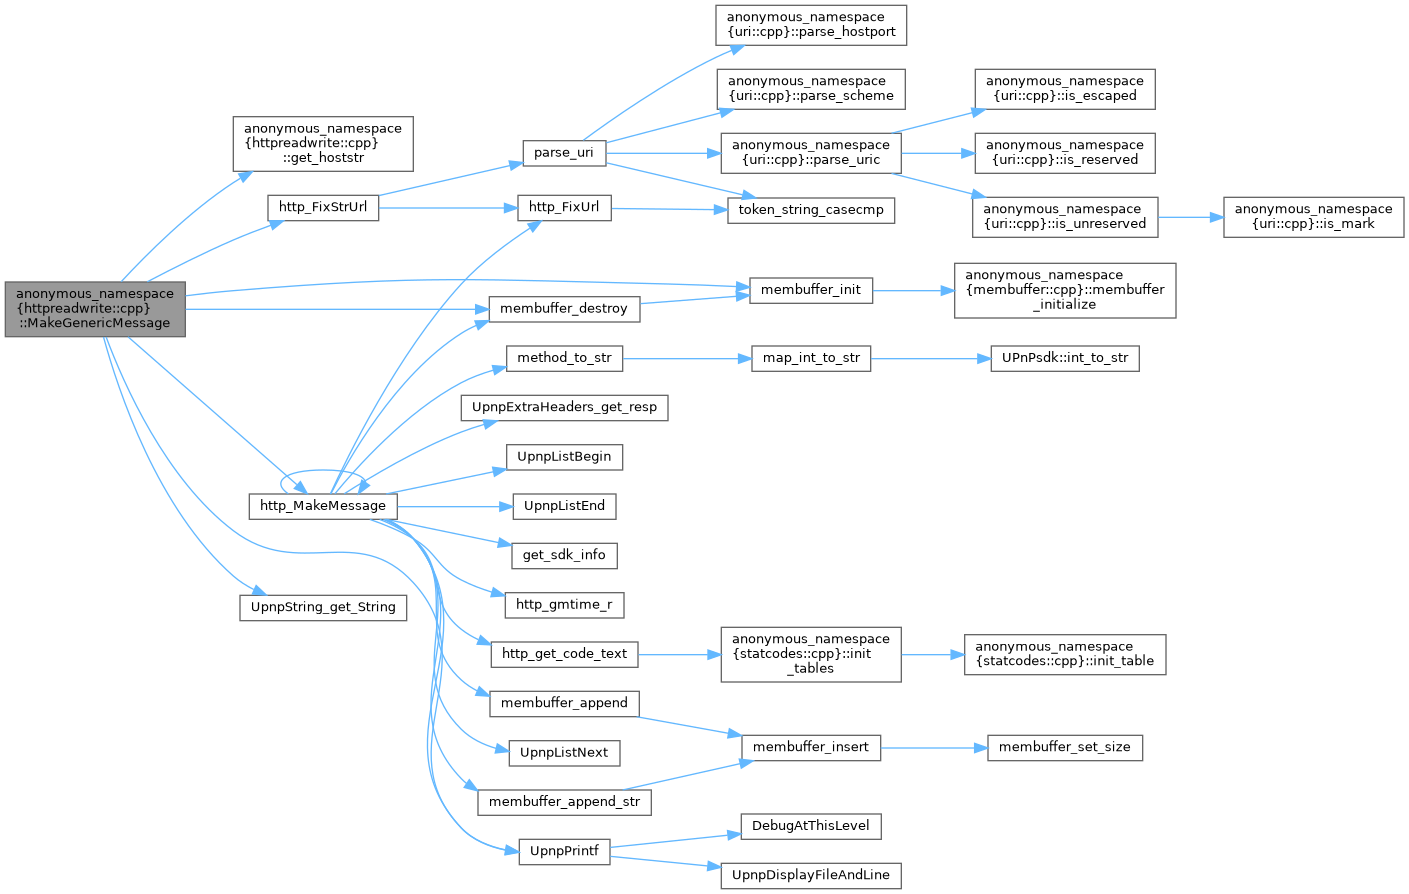 anonymous_namespace
{uri::cpp}::parse_hostport
anonymous_namespace
{uri::cpp}::parse_scheme
anonymous_namespace
{uri::cpp}::is_escaped
anonymous_namespace
{httpreadwrite::cpp}
::get_hoststr
parse_uri
anonymous_namespace
{uri::cpp}::parse_uric
anonymous_namespace
{uri::cpp}::is_reserved
http_FixStrUrl
http_FixUrl
token_string_casecmp
anonymous_namespace
{uri::cpp}::is_unreserved
anonymous_namespace
{uri::cpp}::is_mark
anonymous_namespace
{httpreadwrite::cpp}
::MakeGenericMessage
membuffer_destroy
membuffer_init
anonymous_namespace
{membuffer::cpp}::membuffer
_initialize
method_to_str
map_int_to_str
UPnPsdk::int_to_str
UpnpExtraHeaders_get_resp
UpnpListBegin
http_MakeMessage
UpnpListEnd
get_sdk_info
UpnpString_get_String
http_gmtime_r
http_get_code_text
anonymous_namespace
{statcodes::cpp}::init
_tables
anonymous_namespace
{statcodes::cpp}::init_table
membuffer_append
UpnpListNext
membuffer_insert
membuffer_set_size
membuffer_append_str
UpnpPrintf
DebugAtThisLevel
UpnpDisplayFileAndLine